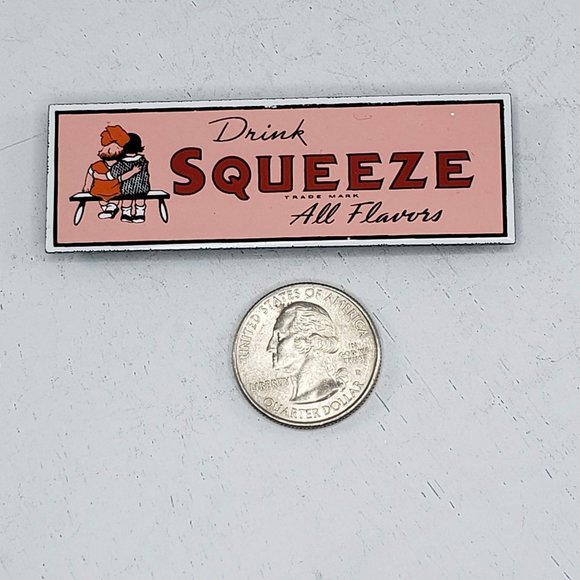 Drink
SQUEEZE
TRADE MARK
All Flavors
UNITED STATES OF AMERICA
LIBERTY
IN
GOD WE
TRUST
QUARTER DOLLAR